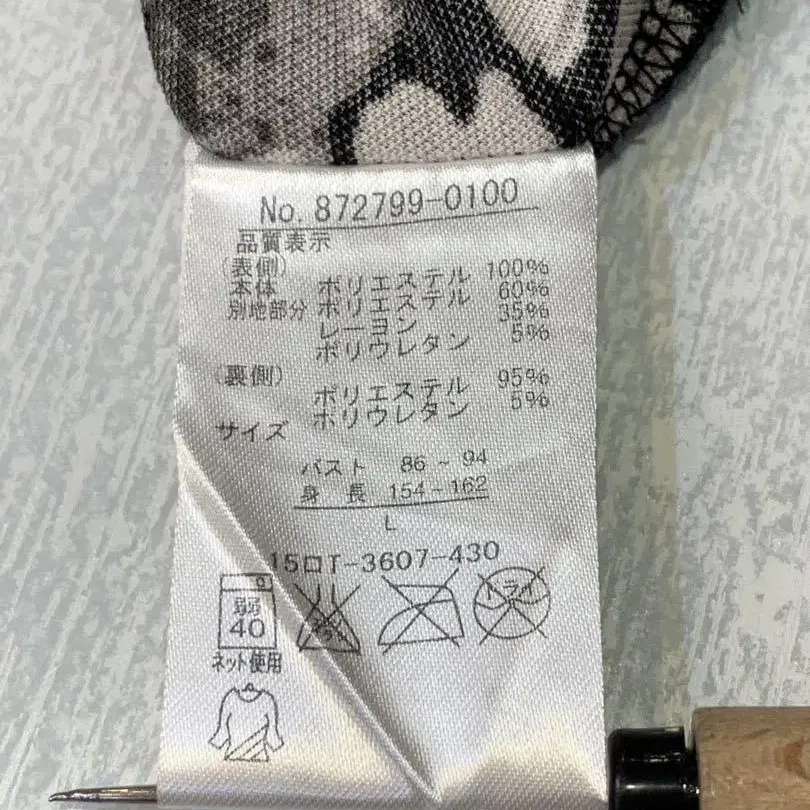 No. 872799-0100
品質表示
(表側)
本体 ポリエステル 100%
別地部分 ポリエステル 60%
レーヨン 35%
ポリウレタン 5%
(裏側)
ポリエステル 95%
ポリウレタン 5%
サイズ
バスト 86 ~ 94
身 長 154 ~ 162
L
15ロT-3607-430
弱
40
ドライ
ネット使用